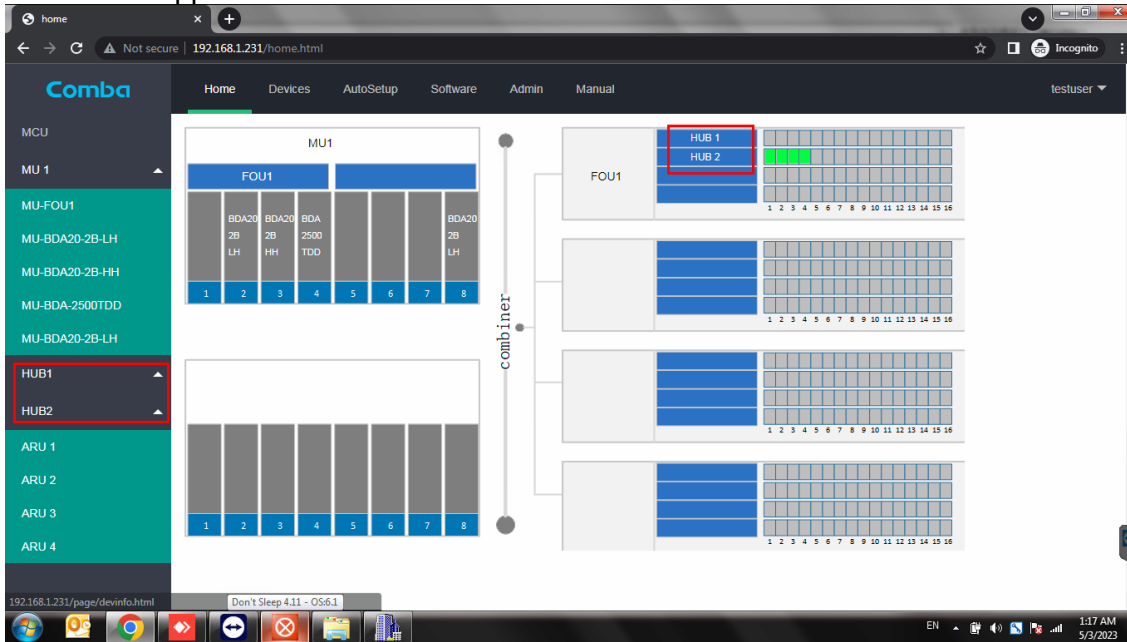 home
Not secure | 192.168.1.231/home.html
Incognito
Comba
Home Devices AutoSetup Software Admin Manual
testuser
MCU
MU 1
MU-FOU1
MU-BDA20-2B-LH
MU-BDA20-2B-HH
MU-BDA-2500TDD
MU-BDA20-2B-LH
HUB1
HUB2
ARU 1
ARU 2
ARU 3
ARU 4
MU1
FOU1
BDA20 BDA20 BDA BDA20
2B 2B 2500 2B
LH HH TDD LH
1 2 3 4 5 6 7 8
1 2 3 4 5 6 7 8
combiner
FOU1
HUB 1
HUB 2
1 2 3 4 5 6 7 8 9 10 11 12 13 14 15 16
1 2 3 4 5 6 7 8 9 10 11 12 13 14 15 16
1 2 3 4 5 6 7 8 9 10 11 12 13 14 15 16
1 2 3 4 5 6 7 8 9 10 11 12 13 14 15 16
192.168.1.231/page/devinfo.html
Don't Sleep 4.11 - OS:6.1
EN
1:17 AM
5/3/2023